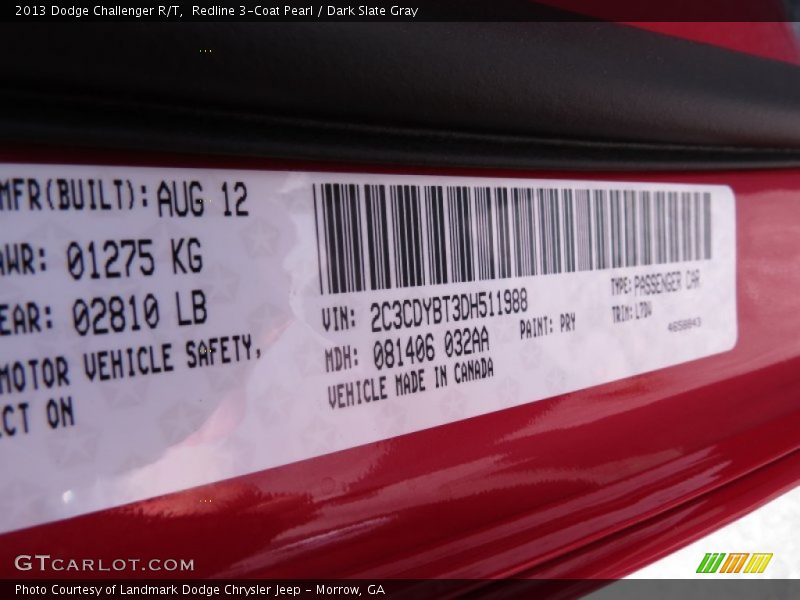 2013 Dodge Challenger R/T,  Redline 3-Coat Pearl / Dark Slate Gray
MFR(BUILT): AUG 12
AWR: 01275 KG
EAR: 02810 LB
MOTOR VEHICLE SAFETY,
CT ON
VIN: 2C3CDYBT3DH511988
MDH: 081406 032AA
PAINT: PRY
VEHICLE MADE IN CANADA
TYPE: PASSENGER CAR
TRIM: L7DV
4658843
GTCARLOT.COM
Photo Courtesy of Landmark Dodge Chrysler Jeep - Morrow, GA